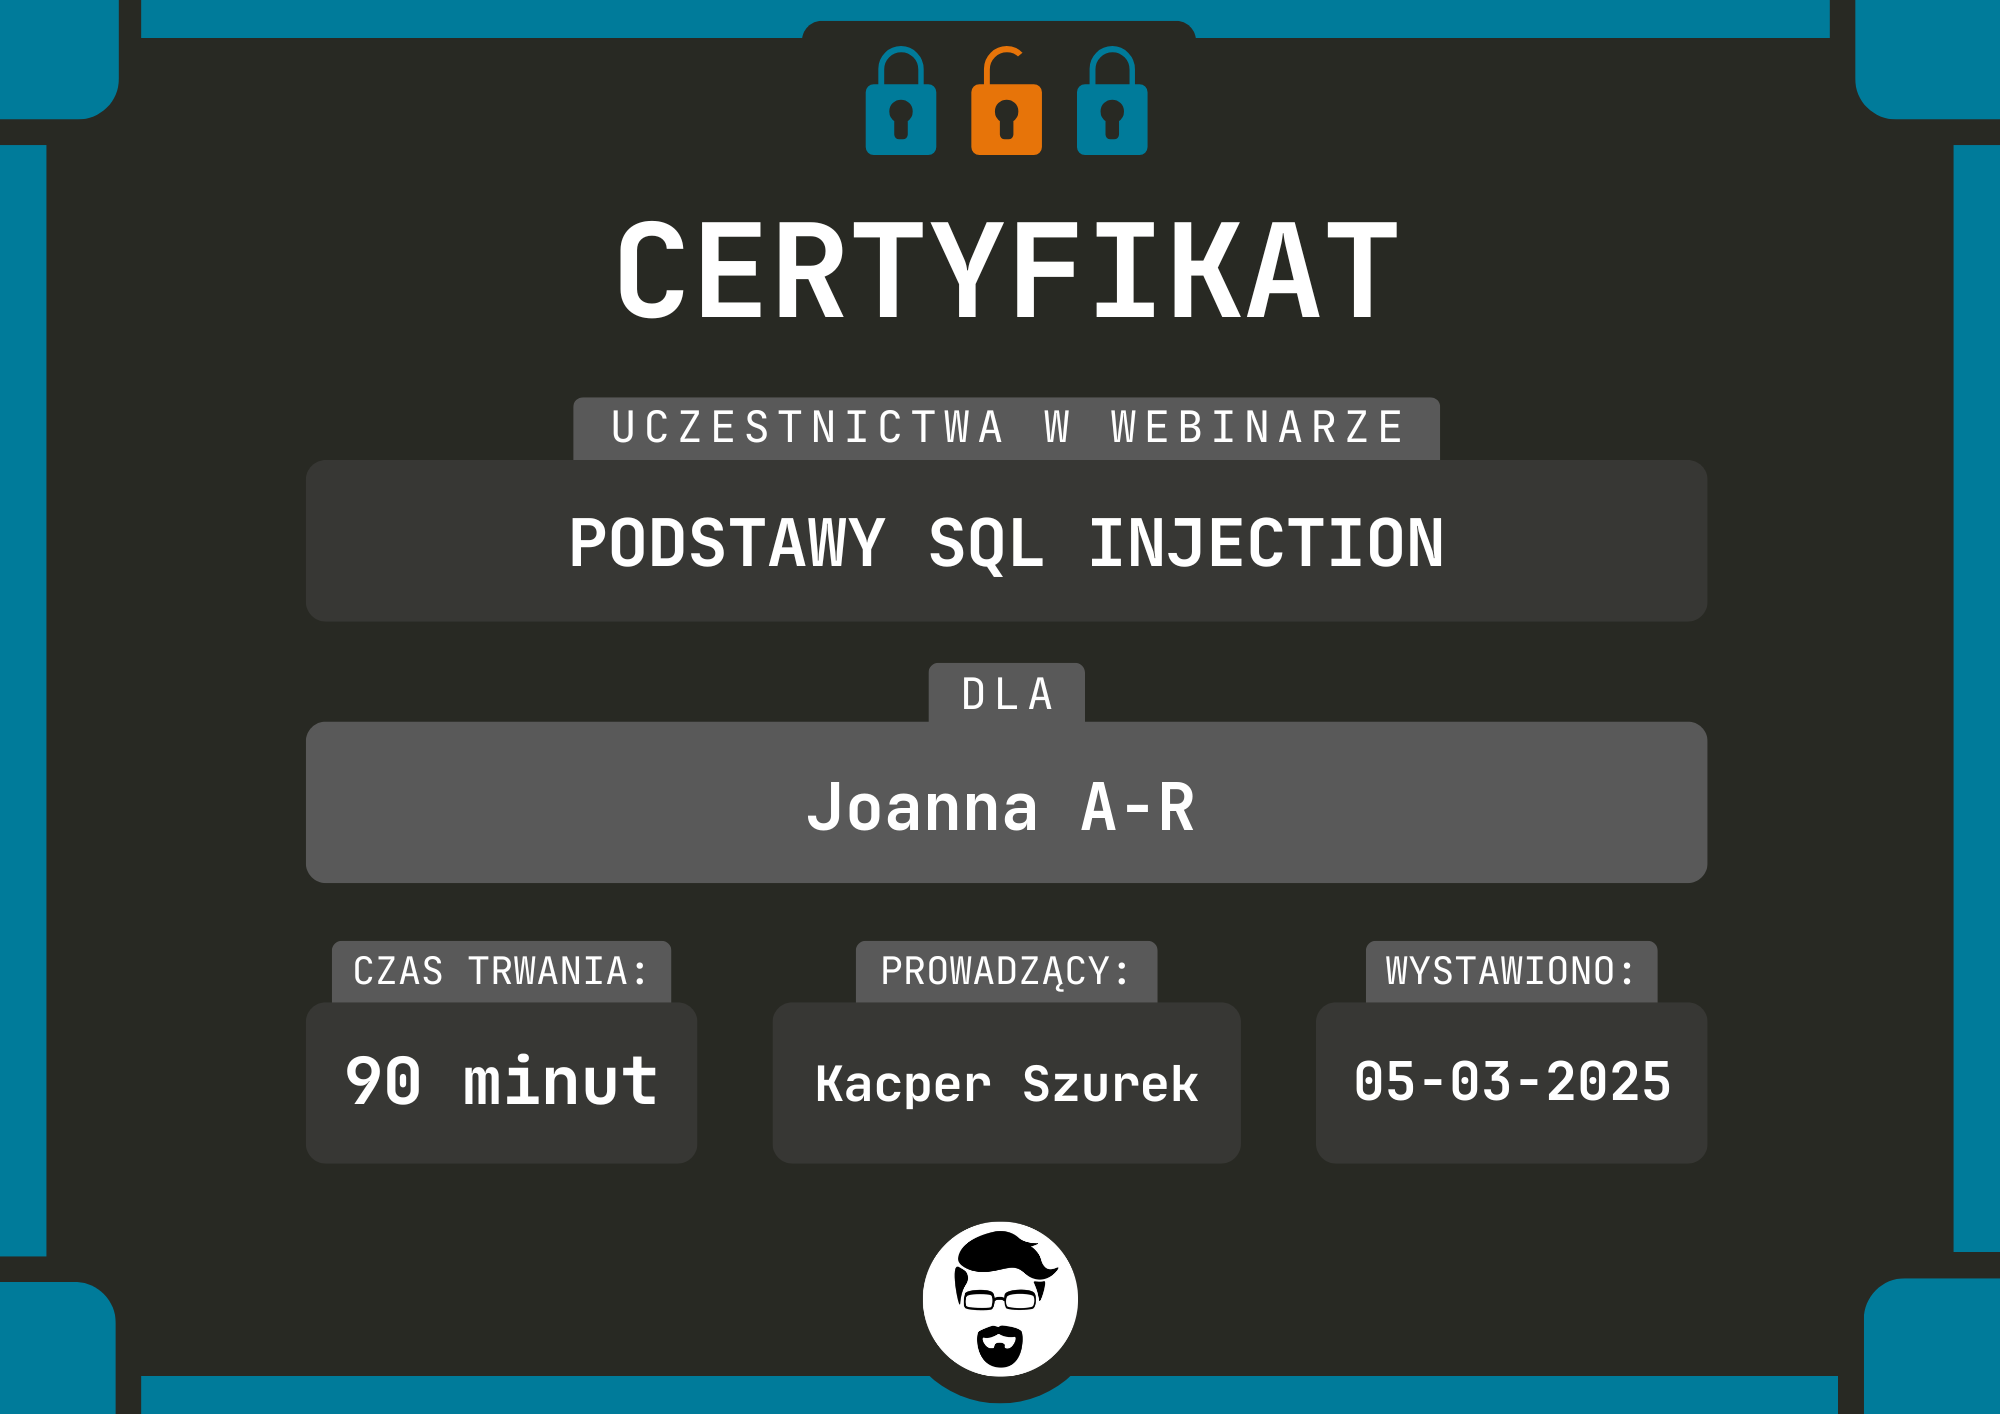 CERTYFIKAT
UCZESTNICTWA W WEBINARZE
PODSTAWY SQL INJECTION
DLA
Joanna A-R
CZAS TRWANIA:
90 minut
PROWADZĄCY:
Kacper Szurek
WYSTAWIONO:
05-03-2025